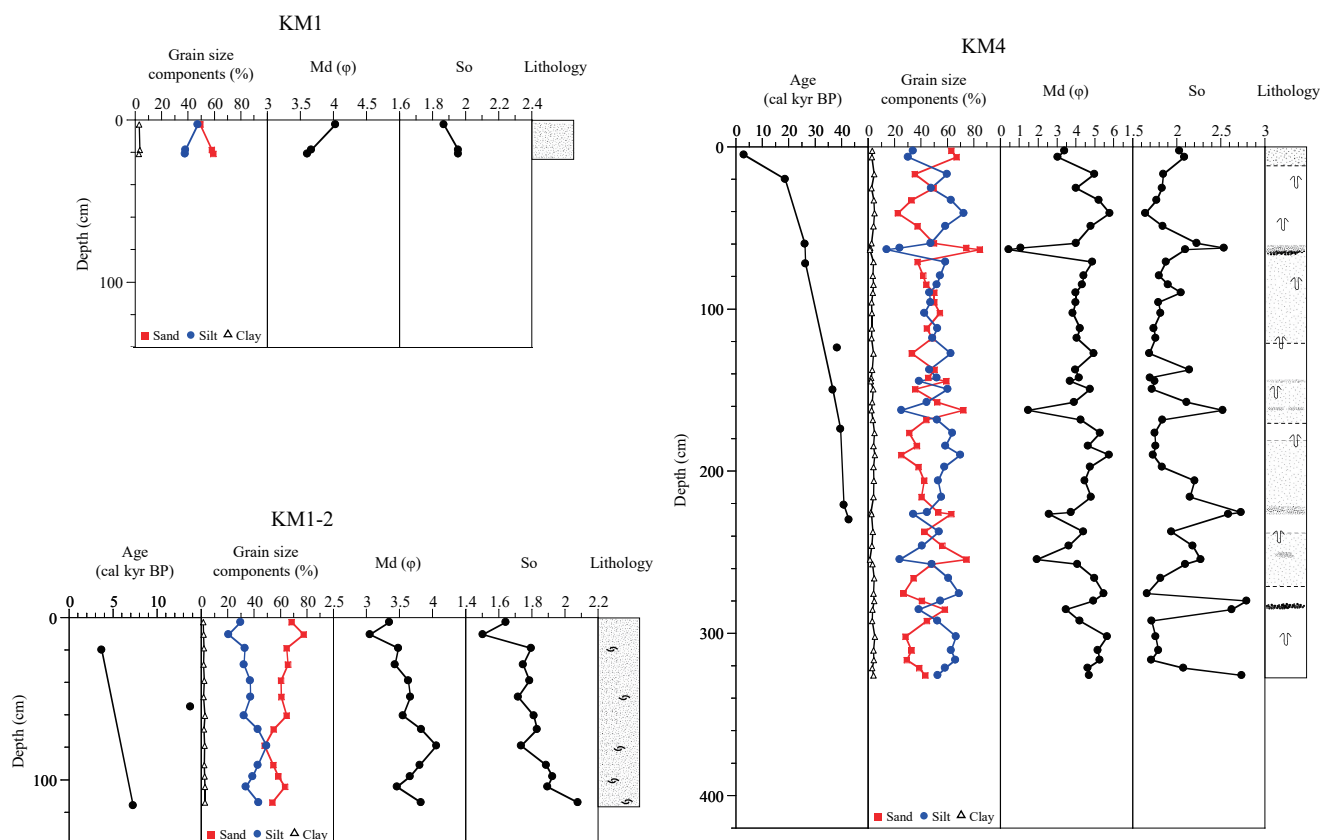 KM1
Grain size
components (%)
Md (φ)
So
Lithology
0 20 40 60 80 3 3.5 4 4.5 1.6 1.8 2 2.2 2.4
0
100
Depth (cm)
Sand Silt Clay
KM1-2
Age
(cal kyr BP)
Grain size
components (%)
Md (φ)
So
Lithology
0 5 10 0 20 40 60 80 2.5 3 3.5 4 1.4 1.6 1.8 2 2.2
0
100
Depth (cm)
Sand Silt Clay
KM4
Age
(cal kyr BP)
Grain size
components (%)
Md (φ)
So
Lithology
0 10 20 30 40 0 20 40 60 80 0 1 2 3 4 5 6 1.5 2 2.5 3
0
100
200
300
400
Depth (cm)
Sand Silt Clay